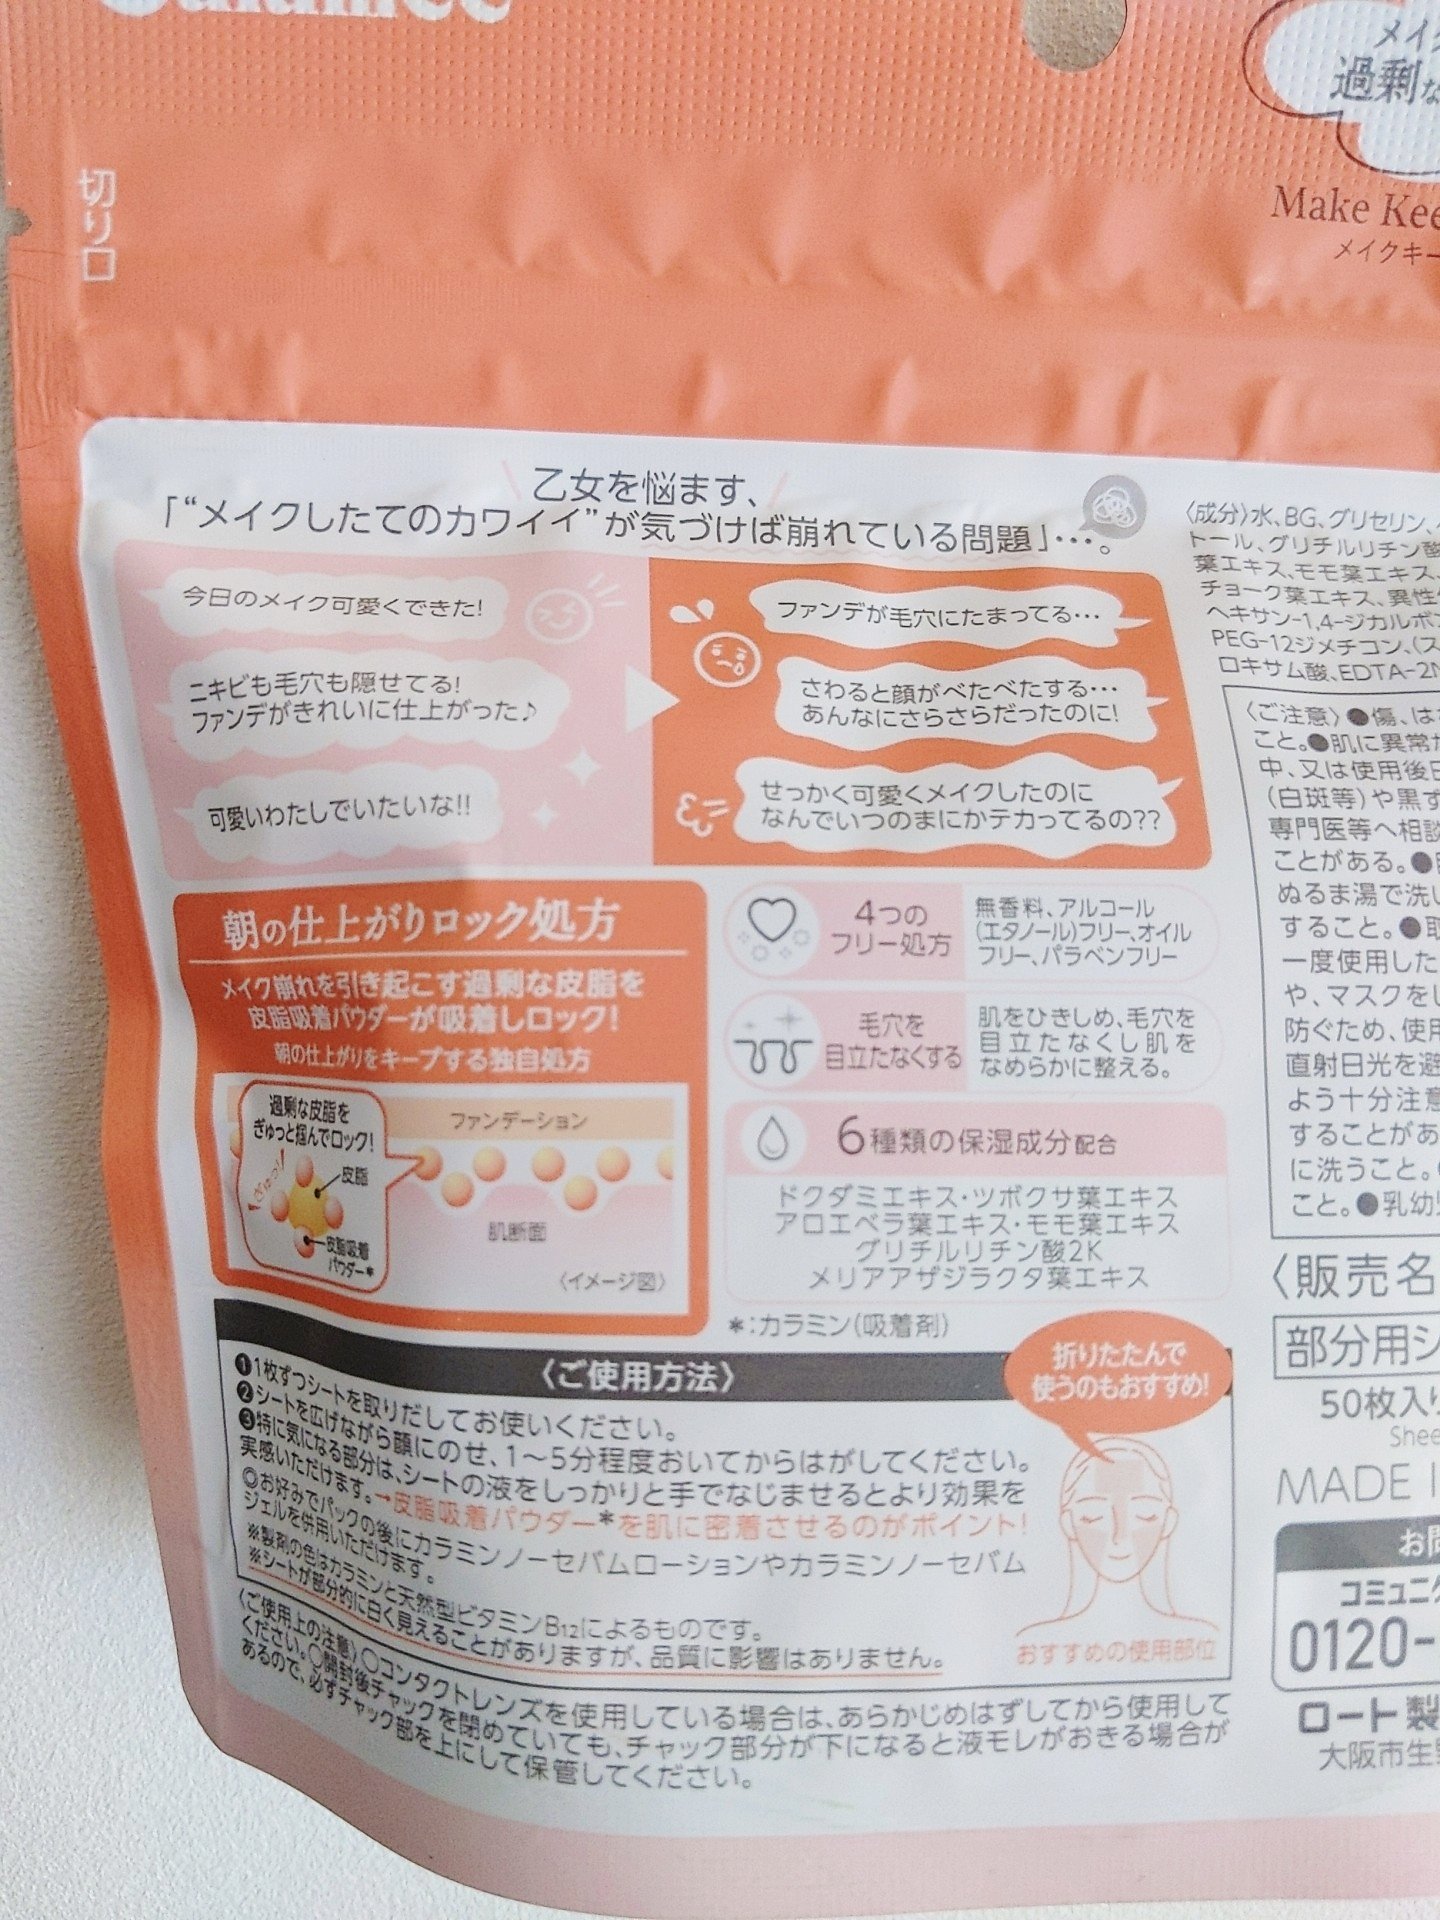 メイク
過剰な
Make Kee
メイクキー
切り口
乙女を悩ます、
「“メイクしたてのカワイイ”が気づけば崩れている問題」…。
今日のメイク可愛くできた!
ニキビも毛穴も隠せてる!
ファンデがきれいに仕上がった♪
可愛いわたしでいたいな!!
ファンデが毛穴にたまってる…
さわると顔がべたべたする…
あんなにさらさらだったのに!
せっかく可愛くメイクしたのに
なんでいつのまにかテカってるの??
朝の仕上がりロック処方
メイク崩れを引き起こす過剰な皮脂を
皮脂吸着パウダーが吸着しロック!
朝の仕上がりをキープする独自処方
過剰な皮脂を
ぎゅっと掴んでロック!
ぎゅっ!
皮脂
皮脂吸着
パウダー*
ファンデーション
肌断面
〈イメージ図〉
4つの
フリー処方
無香料、アルコール
(エタノール)フリー、オイル
フリー、パラベンフリー
毛穴を
目立たなくする
肌をひきしめ、毛穴を
目立たなくし肌を
なめらかに整える。
6種類の保湿成分配合
ドクダミエキス・ツボクサ葉エキス
アロエベラ葉エキス・モモ葉エキス
グリチルリチン酸2K
メリアアザジラクタ葉エキス
*:カラミン(吸着剤)
〈ご使用方法〉
折りたたんで
使うのもおすすめ!
❶1枚ずつシートを取りだしてお使いください。
❷シートを広げながら顔にのせ、1〜5分程度おいてからはがしてください。
❸特に気になる部分は、シートの液をしっかりと手でなじませるとより効果を
実感いただけます。→皮脂吸着パウダー*を肌に密着させるのがポイント!
◎お好みでパックの後にカラミンノーセバムローションやカラミンノーセバム
ジェルを併用いただけます。
※製剤の色はカラミンと天然型ビタミンB12によるものです。
※シートが部分的に白く見えることがありますが、品質に影響はありません。
おすすめの使用部位
〈ご使用上の注意〉○コンタクトレンズを使用している場合は、あらかじめはずしてから使用して
ください。○開封後チャックを閉めていても、チャック部分が下になると液モレがおきる場合が
あるので、必ずチャック部を上にして保管してください。
〈成分〉水、BG、グリセリン、
トール、グリチルリチン酸
葉エキス、モモ葉エキス、
チョーク葉エキス、異性
ヘキサン-1,4-ジカルボ
PEG-12ジメチコン、(ス
ロキサム酸、EDTA-2N
〈ご注意〉●傷、は
こと。●肌に異常が
中、又は使用後日
(白斑等)や黒ず
専門医等へ相談
ことがある。●
ぬるま湯で洗い
すること。●取
一度使用した
や、マスクをし
防ぐため、使用
直射日光を避
よう十分注意
することがあ
に洗うこと。
こと。●乳幼児
〈販売名
部分用シ
50枚入り
Shee
MADE I
お問
コミュニケ
0120-
ロート製
大阪市生野